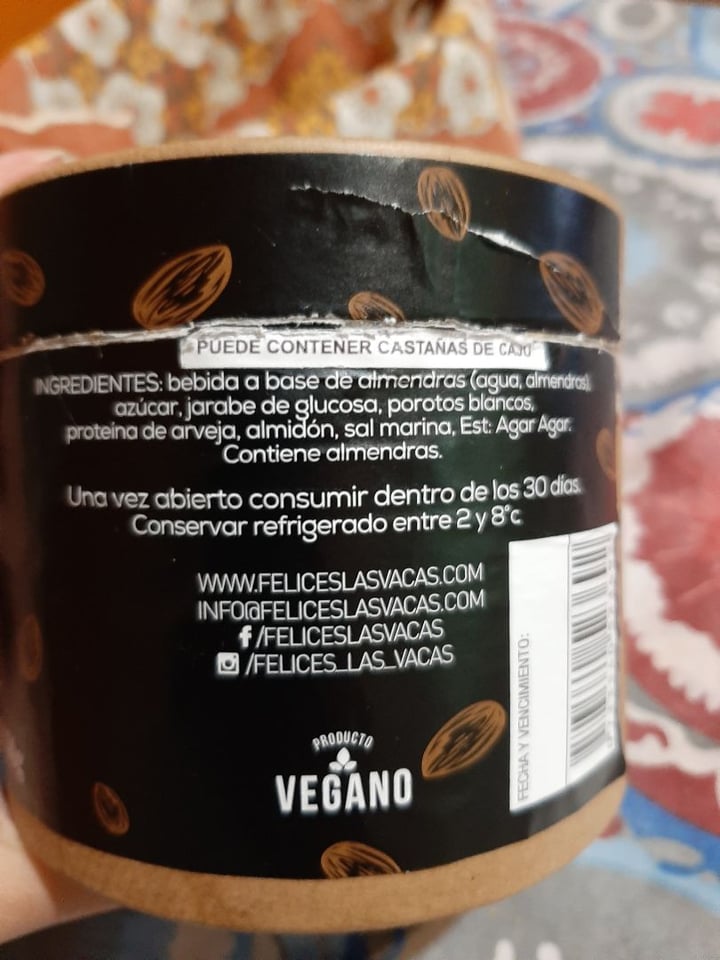 PUEDE CONTENER CASTAÑAS DE CAJÚ
INGREDIENTES: bebida a base de almendras (agua, almendras),
azúcar, jarabe de glucosa, porotos blancos,
proteína de arveja, almidón, sal marina, Est: Agar Agar.
Contiene almendras.
Una vez abierto consumir dentro de los 30 días.
Conservar refrigerado entre 2 y 8°c
WWW.FELICESLASVACAS.COM
INFO@FELICESLASVACAS.COM
f /FELICESLASVACAS
/FELICES_LAS_VACAS
FECHA Y VENCIMIENTO:
PRODUCTO
VEGANO